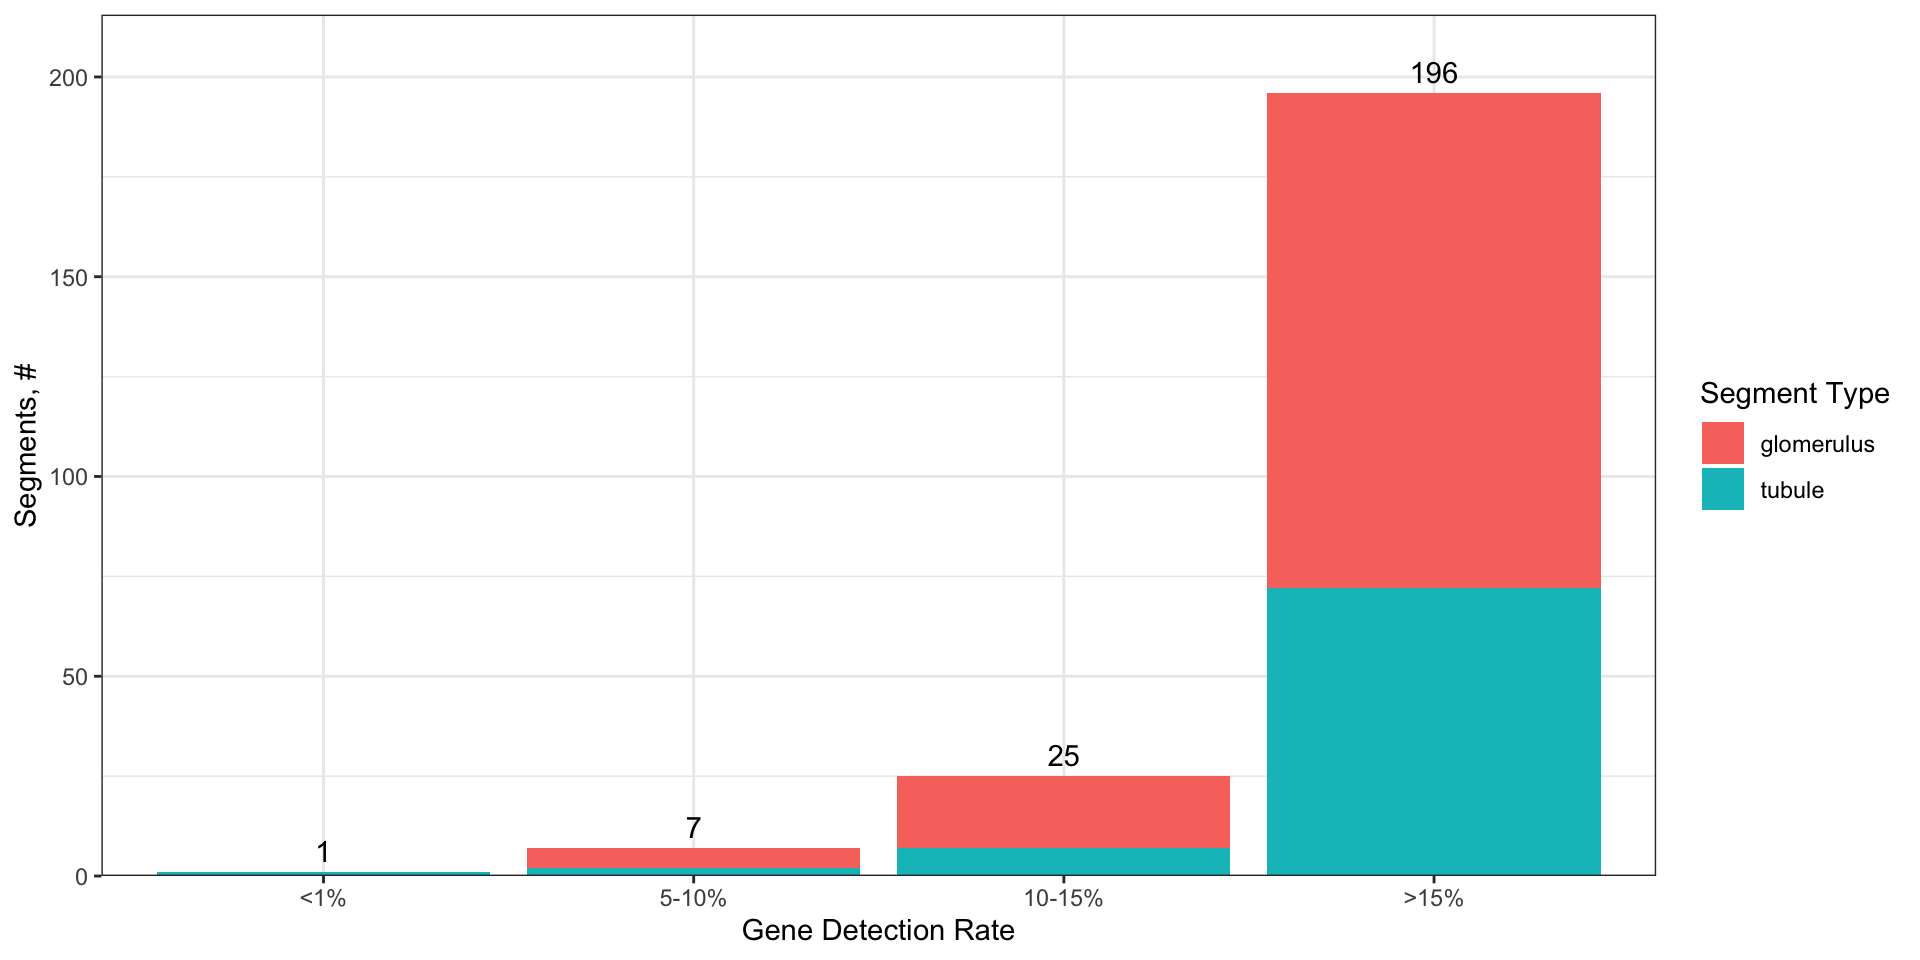 196
200
150
100
50
0
Segments, #
25
7
1
<1%
5-10%
10-15%
>15%
Gene Detection Rate
Segment Type
glomerulus
tubule